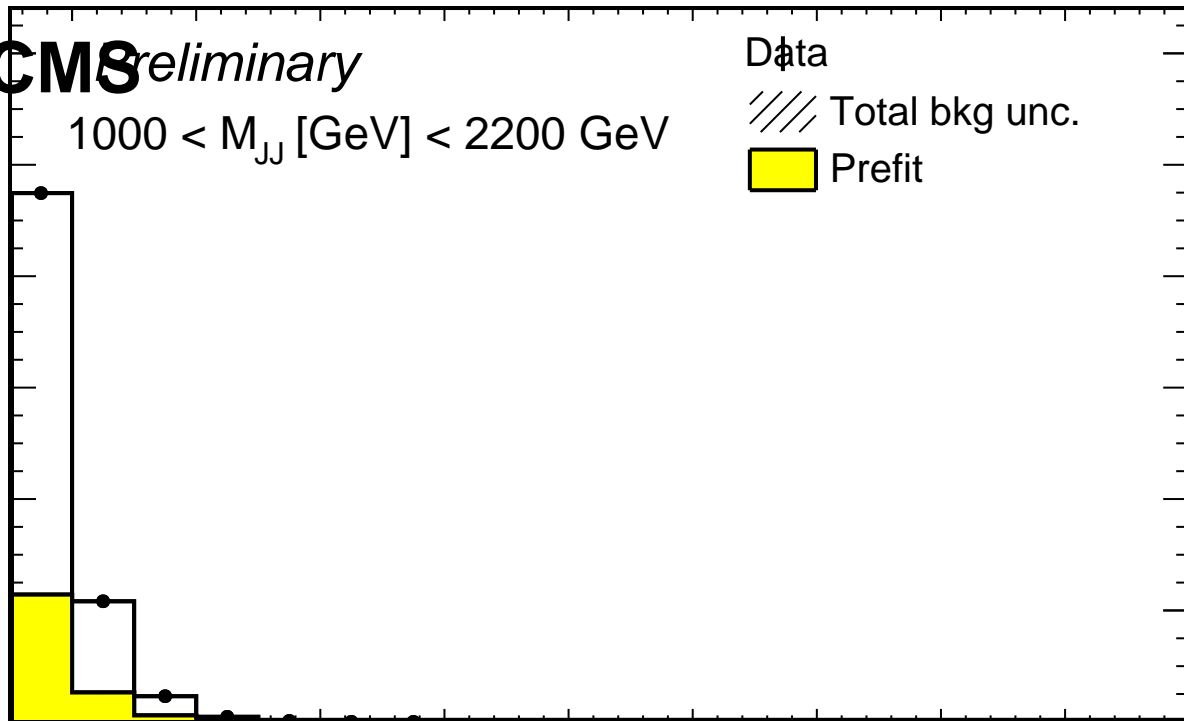 CMS Preliminary
1000 < M_JJ [GeV] < 2200 GeV
Data
Total bkg unc.
Prefit